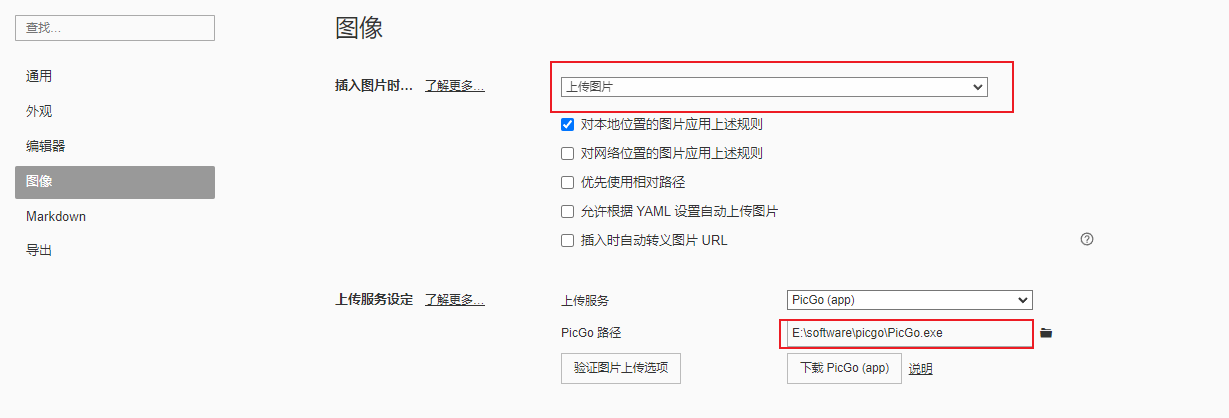 查找...
通用
外观
编辑器
图像
Markdown
导出
图像
插入图片时... 了解更多...
上传图片
对本地位置的图片应用上述规则
对网络位置的图片应用上述规则
优先使用相对路径
允许根据 YAML 设置自动上传图片
插入时自动转义图片 URL
上传服务设定 了解更多...
上传服务 PicGo (app)
PicGo 路径 E:\software\picgo\PicGo.exe
验证图片上传选项 下载 PicGo (app) 说明